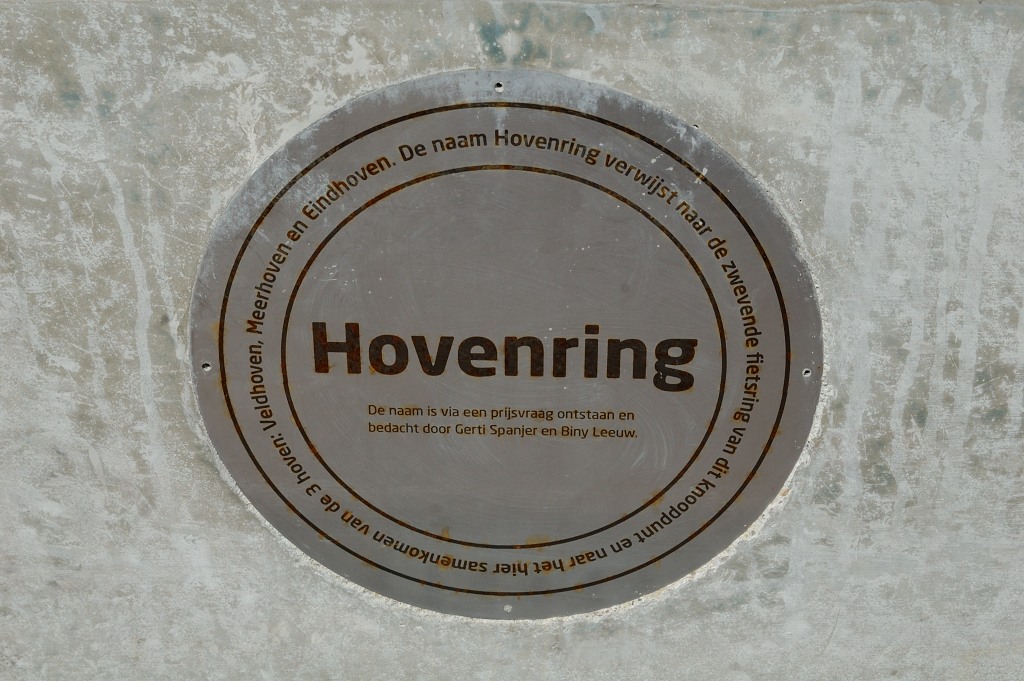 De naam Hovenring verwijst naar de zwevende fietsring van dit knooppunt en naar het hier samenkomen van de 3 hoven: Veldhoven, Meerhoven en Eindhoven.
Hovenring
De naam is via een prijsvraag ontstaan en
bedacht door Gerti Spanjer en Biny Leeuw.